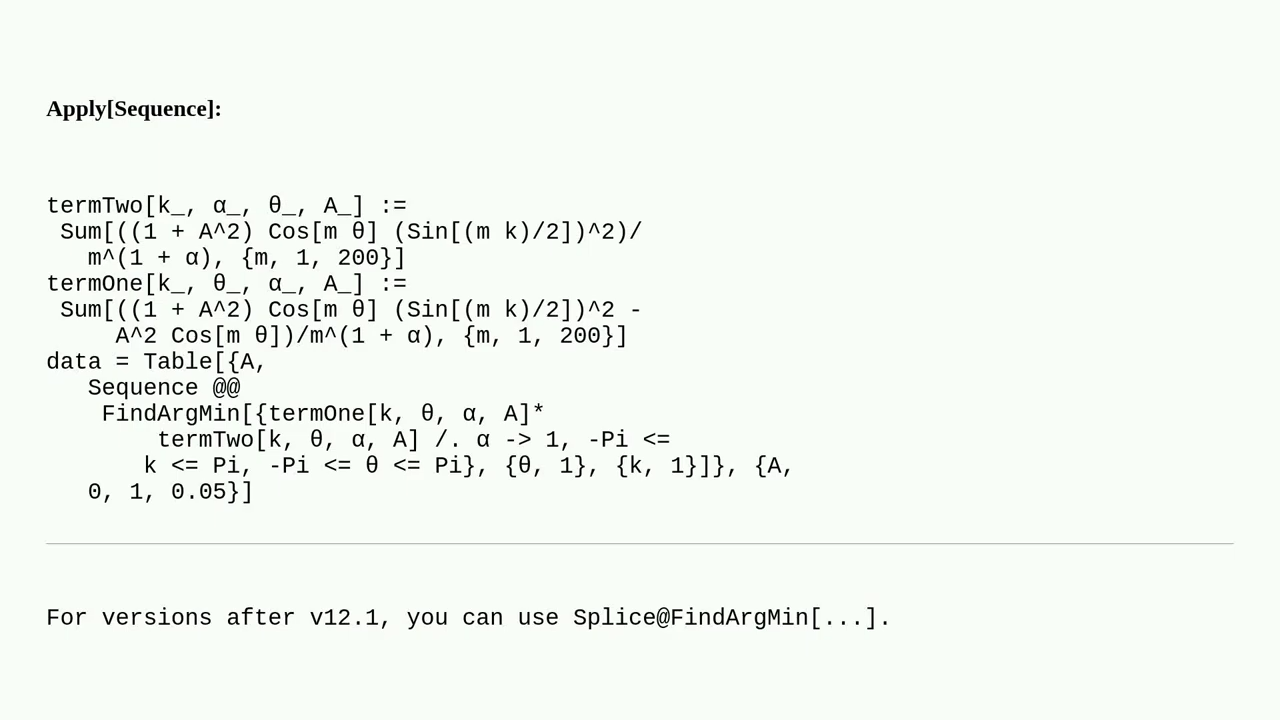 Apply[Sequence]:
termTwo[k_, α_, θ_, A_] :=
 Sum[((1 + A^2) Cos[m θ] (Sin[(m k)/2])^2)/
   m^(1 + α), {m, 1, 200}]
termOne[k_, θ_, α_, A_] :=
 Sum[((1 + A^2) Cos[m θ] (Sin[(m k)/2])^2 -
     A^2 Cos[m θ])/m^(1 + α), {m, 1, 200}]
data = Table[{A,
   Sequence @@
    FindArgMin[{termOne[k, θ, α, A]*
        termTwo[k, θ, α, A] /. α -> 1, -Pi <=
       k <= Pi, -Pi <= θ <= Pi}, {θ, 1}, {k, 1}]}, {A,
   0, 1, 0.05}]
For versions after v12.1, you can use Splice@FindArgMin[...].